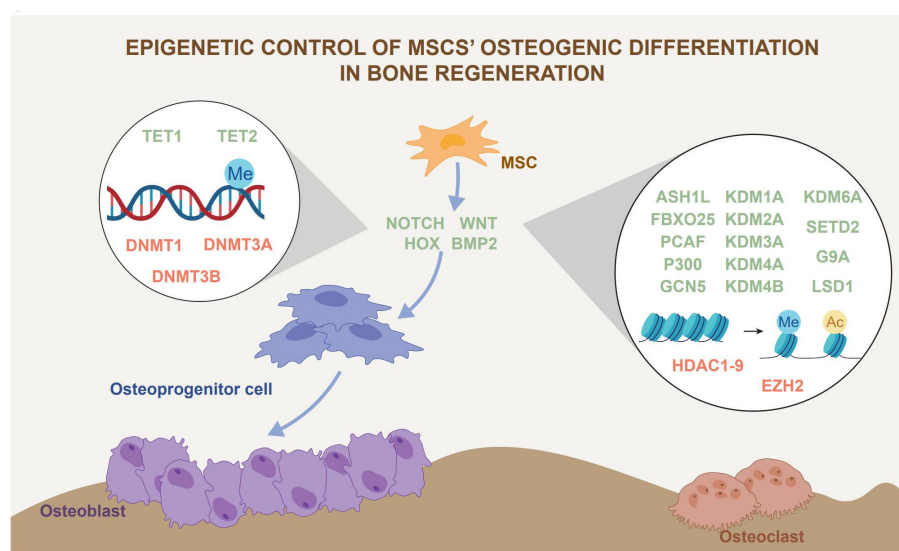 EPIGENETIC CONTROL OF MSCS' OSTEOGENIC DIFFERENTIATION
IN BONE REGENERATION
TET1 TET2
Me
DNMT1 DNMT3A
DNMT3B
MSC
NOTCH WNT
HOX BMP2
ASH1L KDM1A KDM6A
FBXO25 KDM2A SETD2
PCAF KDM3A
P300 KDM4A G9A
GCN5 KDM4B LSD1
Me Ac
HDAC1-9
EZH2
Osteoprogenitor cell
Osteoblast
Osteoclast